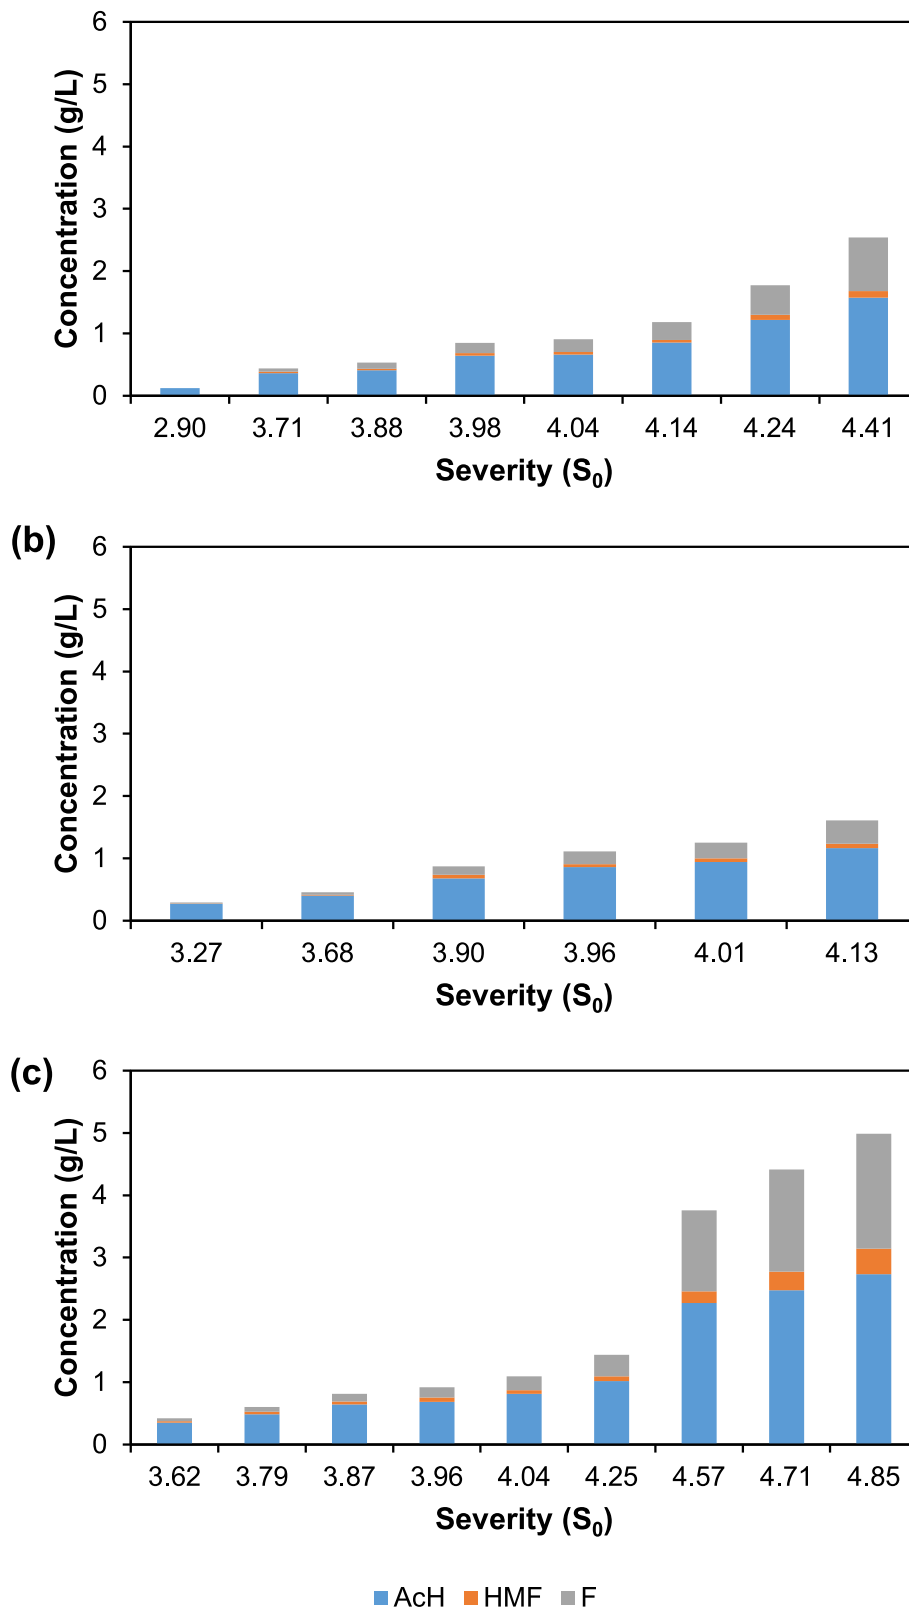 6
5
4
3
2
1
0
Concentration (g/L)
2.90 3.71 3.88 3.98 4.04 4.14 4.24 4.41
Severity (S₀)
(b)
6
5
4
3
2
1
0
Concentration (g/L)
3.27 3.68 3.90 3.96 4.01 4.13
Severity (S₀)
(c)
6
5
4
3
2
1
0
Concentration (g/L)
3.62 3.79 3.87 3.96 4.04 4.25 4.57 4.71 4.85
Severity (S₀)
AcH HMF F